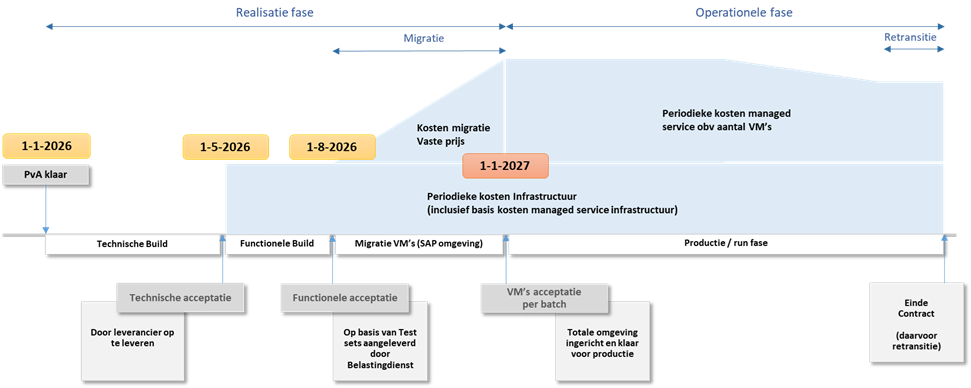 Realisatie fase
Operationele fase
Migratie
Retransitie
Kosten migratie
Vaste prijs
Periodieke kosten managed
service obv aantal VM's
1-1-2026
1-5-2026
1-8-2026
1-1-2027
PvA klaar
Periodieke kosten Infrastructuur
(inclusief basis kosten managed service infrastructuur)
Technische Build
Functionele Build
Migratie VM's (SAP omgeving)
Productie / run fase
Technische acceptatie
Functionele acceptatie
VM's acceptatie
per batch
Door leverancier op
te leveren
Op basis van Test
sets aangeleverd
door
Belastingdienst
Totale omgeving
ingericht en klaar
voor productie
Einde
Contract
(daarvoor
retransitie)